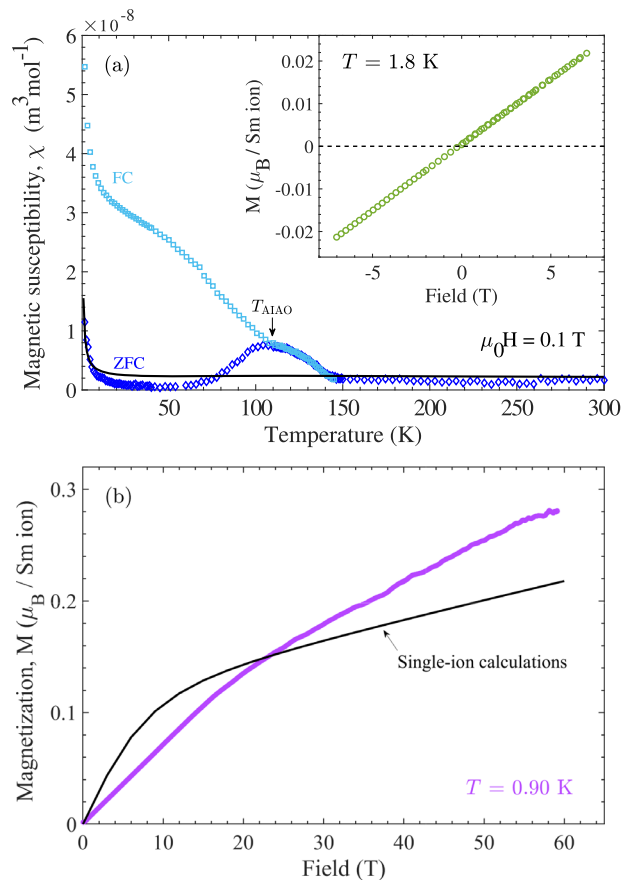 ×10⁻⁸
6
5
4
3
2
1
0
Magnetic susceptibility, χ (m³mol⁻¹)
(a)
FC
ZFC
T_AIAO
μ₀H = 0.1 T
50
100
150
200
250
300
Temperature (K)
T = 1.8 K
M (μ_B / Sm ion)
0.02
0.01
0
-0.01
-0.02
-5
0
5
Field (T)
(b)
0.3
0.2
0.1
0
Magnetization, M (μ_B / Sm ion)
Single-ion calculations
T = 0.90 K
0
10
20
30
40
50
60
Field (T)